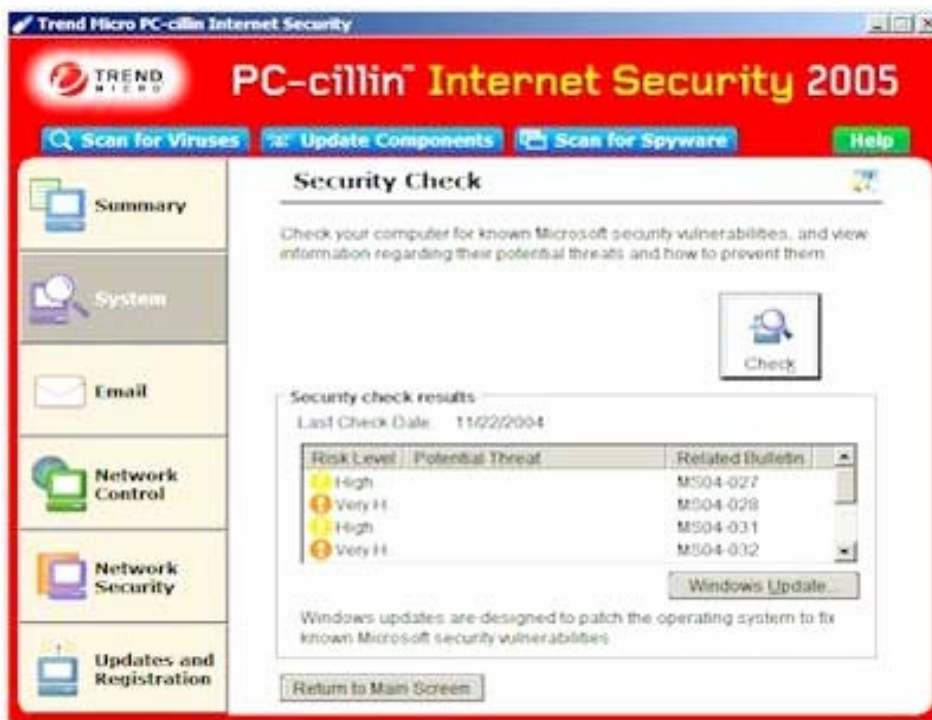 Trend Micro PC-cillin Internet Security
TREND MICRO
PC-cillin™ Internet Security 2005
Scan for Viruses
Update Components
Scan for Spyware
Help
Summary
System
Email
Network Control
Network Security
Updates and Registration
Security Check
Check your computer for known Microsoft security vulnerabilities, and view
information regarding their potential threats and how to prevent them.
Check
Security check results
Last Check Date: 11/22/2004
Risk Level Potential Threat Related Bulletin
High MS04-027
Very H... MS04-028
High MS04-031
Very H... MS04-032
Windows Update...
Windows updates are designed to patch the operating system to fix
known Microsoft security vulnerabilities
Return to Main Screen